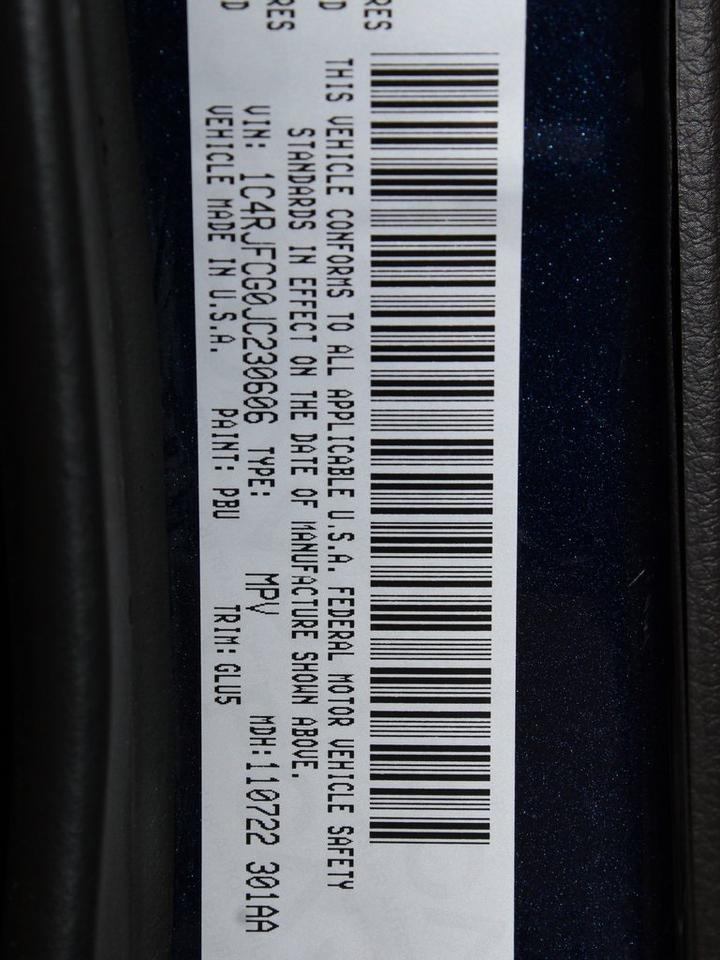 RES
RES
D
D
THIS VEHICLE CONFORMS TO ALL APPLICABLE U.S.A. FEDERAL MOTOR VEHICLE SAFETY
STANDARDS IN EFFECT ON THE DATE OF MANUFACTURE SHOWN ABOVE.
VIN: 1C4RJFCG0JC230606 TYPE: MPV MDH:110722 301AA
VEHICLE MADE IN U.S.A. PAINT: PBU TRIM: GLU5